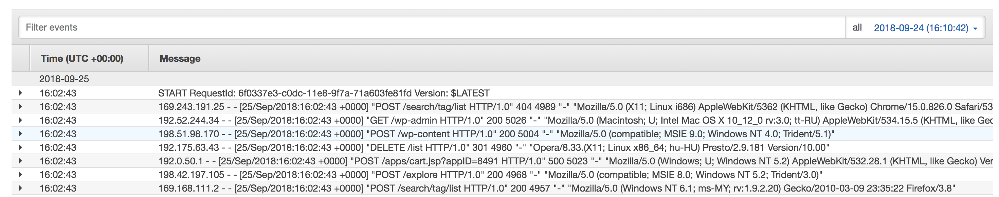 Filter events all 2018-09-24 (16:10:42)
Time (UTC +00:00) Message
2018-09-25
16:02:43 START RequestId: 6f0337e3-c0dc-11e8-9f7a-71a603fe81fd Version: $LATEST
16:02:43 169.243.191.25 - - [25/Sep/2018:16:02:43 +0000] "POST /search/tag/list HTTP/1.0" 404 4989 "-" "Mozilla/5.0 (X11; Linux i686) AppleWebKit/5362 (KHTML, like Gecko) Chrome/15.0.826.0 Safari/53
16:02:43 192.52.244.34 - - [25/Sep/2018:16:02:43 +0000] "GET /wp-admin HTTP/1.0" 200 5026 "-" "Mozilla/5.0 (Macintosh; U; Intel Mac OS X 10_12_0 rv:3.0; tt-RU) AppleWebKit/534.15.5 (KHTML, like Gec
16:02:43 198.51.98.170 - - [25/Sep/2018:16:02:43 +0000] "POST /wp-content HTTP/1.0" 200 5004 "-" "Mozilla/5.0 (compatible; MSIE 9.0; Windows NT 4.0; Trident/5.1)"
16:02:43 192.175.63.43 - - [25/Sep/2018:16:02:43 +0000] "DELETE /list HTTP/1.0" 301 4960 "-" "Opera/8.33.(X11; Linux x86_64; hu-HU) Presto/2.9.181 Version/10.00"
16:02:43 192.0.50.1 - - [25/Sep/2018:16:02:43 +0000] "POST /apps/cart.jsp?appID=8491 HTTP/1.0" 500 5023 "-" "Mozilla/5.0 (Windows; U; Windows NT 5.2) AppleWebKit/532.28.1 (KHTML, like Gecko) Ver
16:02:43 198.42.197.105 - - [25/Sep/2018:16:02:43 +0000] "POST /explore HTTP/1.0" 200 4968 "-" "Mozilla/5.0 (compatible; MSIE 8.0; Windows NT 5.2; Trident/3.0)"
16:02:43 169.168.111.2 - - [25/Sep/2018:16:02:43 +0000] "POST /search/tag/list HTTP/1.0" 200 4957 "-" "Mozilla/5.0 (Windows NT 6.1; ms-MY; rv:1.9.2.20) Gecko/2010-03-09 23:35:22 Firefox/3.8"